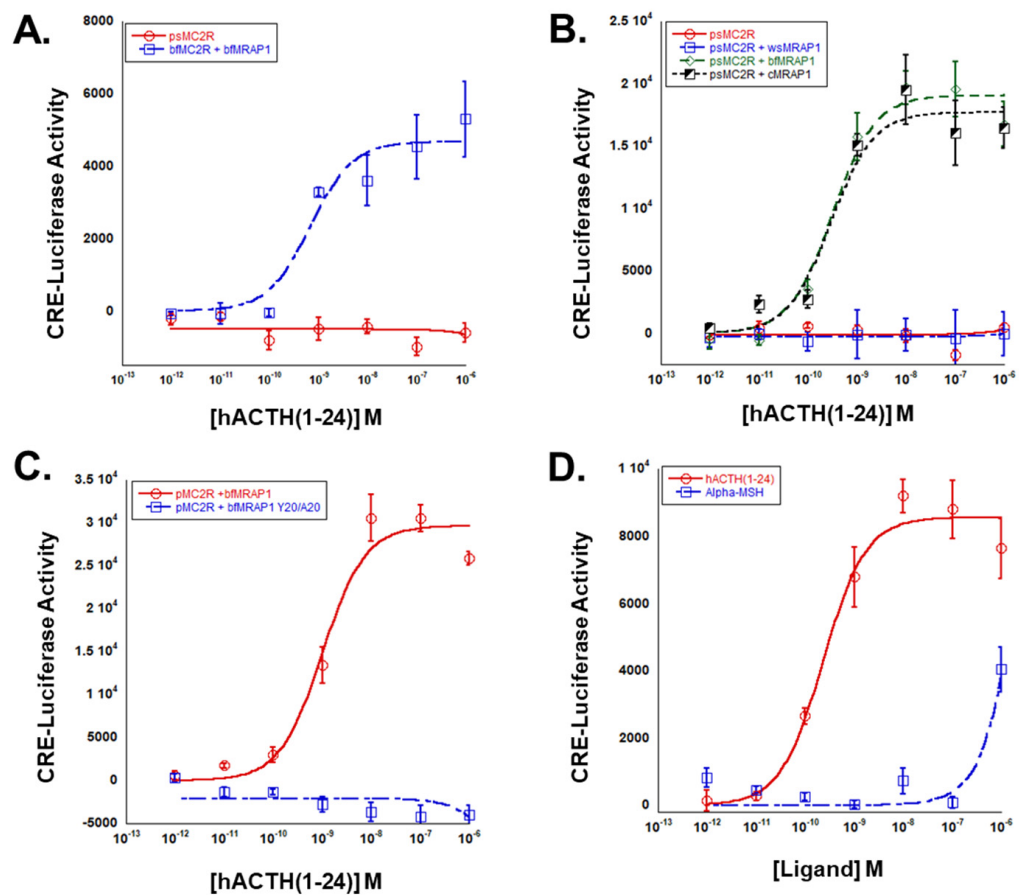 A.
psMC2R
bfMC2R + bfMRAP1
CRE-Luciferase Activity
8000
6000
4000
2000
0
10-13
10-12
10-11
10-10
10-9
10-8
10-7
10-6
[hACTH(1-24)] M
B.
psMC2R
psMC2R + wsMRAP1
psMC2R + bfMRAP1
psMC2R + cMRAP1
CRE-Luciferase Activity
2.5 104
2 104
1.5 104
1 104
5000
0
10-13
10-12
10-11
10-10
10-9
10-8
10-7
10-6
[hACTH(1-24)] M
C.
pMC2R +bfMRAP1
pMC2R + bfMRAP1 Y20/A20
CRE-Luciferase Activity
3.5 104
3 104
2.5 104
2 104
1.5 104
1 104
5000
0
-5000
10-13
10-12
10-11
10-10
10-9
10-8
10-7
10-6
[hACTH(1-24)] M
D.
hACTH(1-24)
Alpha-MSH
CRE-Luciferase Activity
1 104
8000
6000
4000
2000
0
10-13
10-12
10-11
10-10
10-9
10-8
10-7
10-6
[Ligand] M